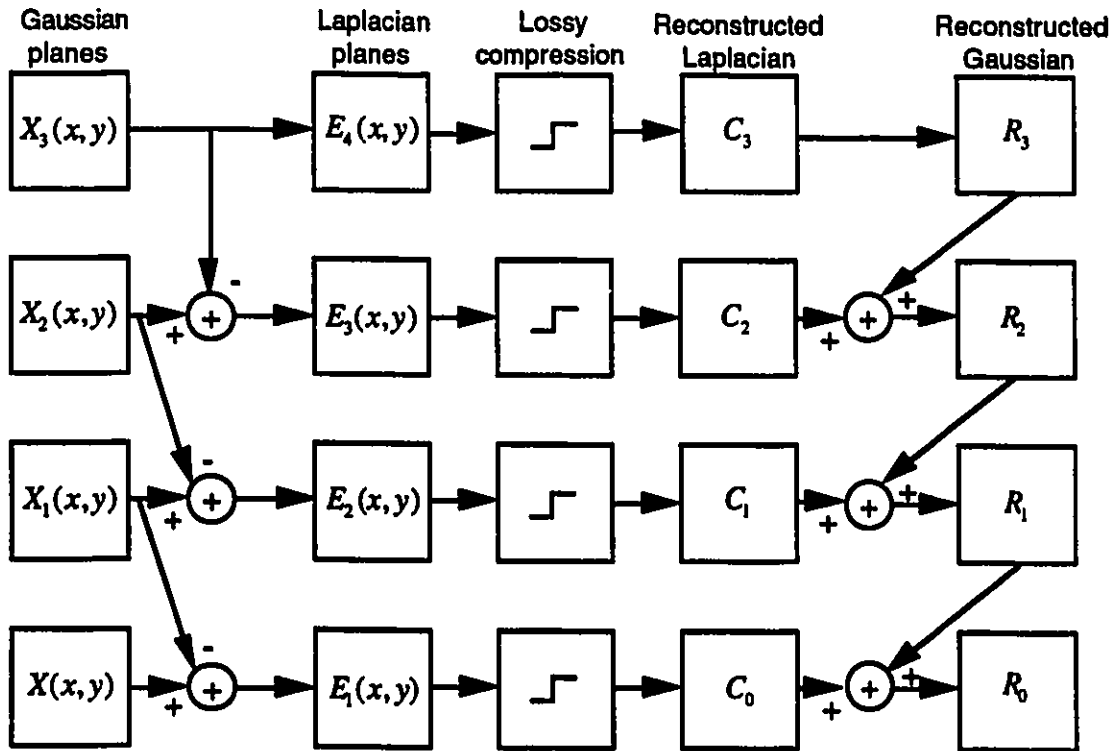 Gaussian planes
Laplacian planes
Lossy compression
Reconstructed Laplacian
Reconstructed Gaussian
X₃(x,y)
E₄(x,y)
C₃
R₃
-
X₂(x,y)
+
+
E₃(x,y)
C₂
+
+
+
R₂
-
X₁(x,y)
+
+
E₂(x,y)
C₁
+
+
+
R₁
-
X(x,y)
+
+
E₁(x,y)
C₀
+
+
+
R₀